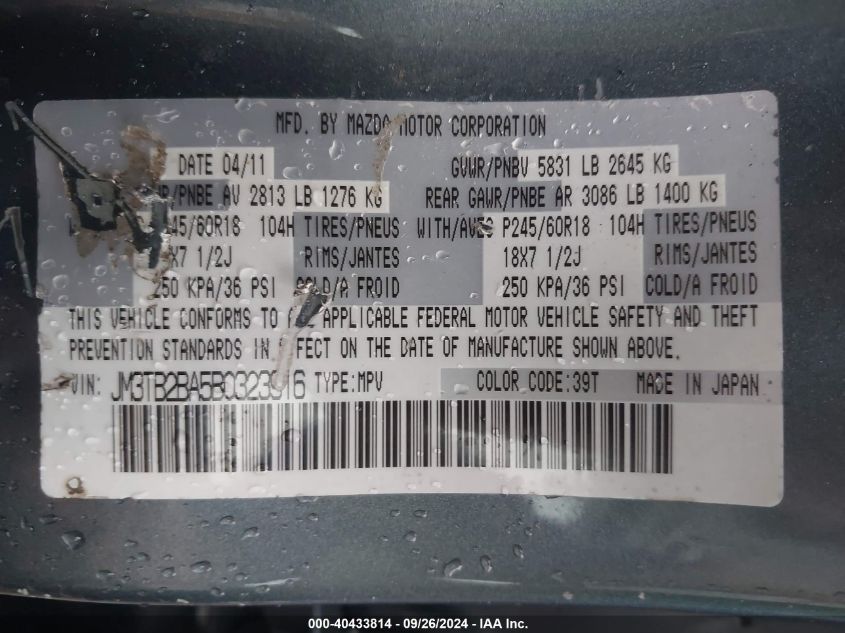 MFD. BY MAZDA MOTOR CORPORATION
DATE 04/11 GVWR/PNBV 5831 LB 2645 KG
/PNBE AV 2813 LB 1276 KG REAR GAWR/PNBE AR 3086 LB 1400 KG
245/60R18 104H TIRES/PNEUS WITH/AVEC P245/60R18 104H TIRES/PNEUS
X7 1/2J RIMS/JANTES 18X7 1/2J RIMS/JANTES
250 KPA/36 PSI COLD/A FROID 250 KPA/36 PSI COLD/A FROID
THIS VEHICLE CONFORMS TO ALL APPLICABLE FEDERAL MOTOR VEHICLE SAFETY AND THEFT
PREVENTION STANDARDS IN EFFECT ON THE DATE OF MANUFACTURE SHOWN ABOVE.
VIN: JM3TB2BA5B0323916 TYPE:MPV COLOR CODE:39T MADE IN JAPAN
000-40433814 - 09/26/2024 - IAA Inc.